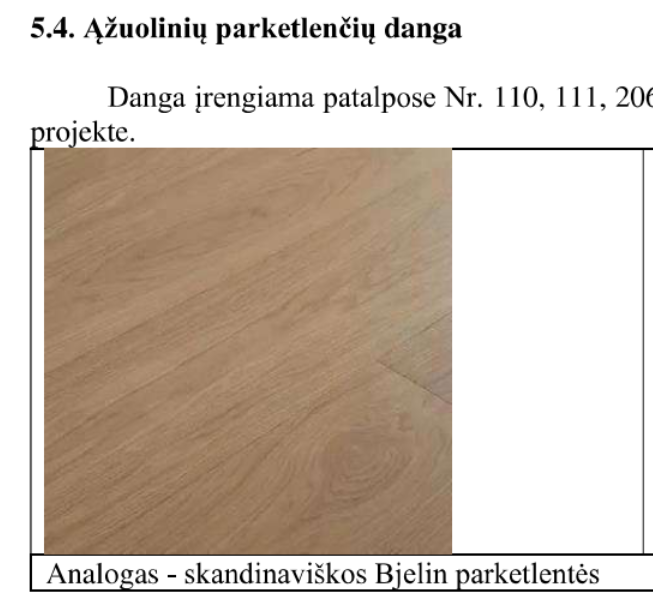 5.4. Ąžuolinių parketlenčių danga
Danga įrengiama patalpose Nr. 110, 111, 206
projekte.
Analogas - skandinaviškos Bjelin parketlentės